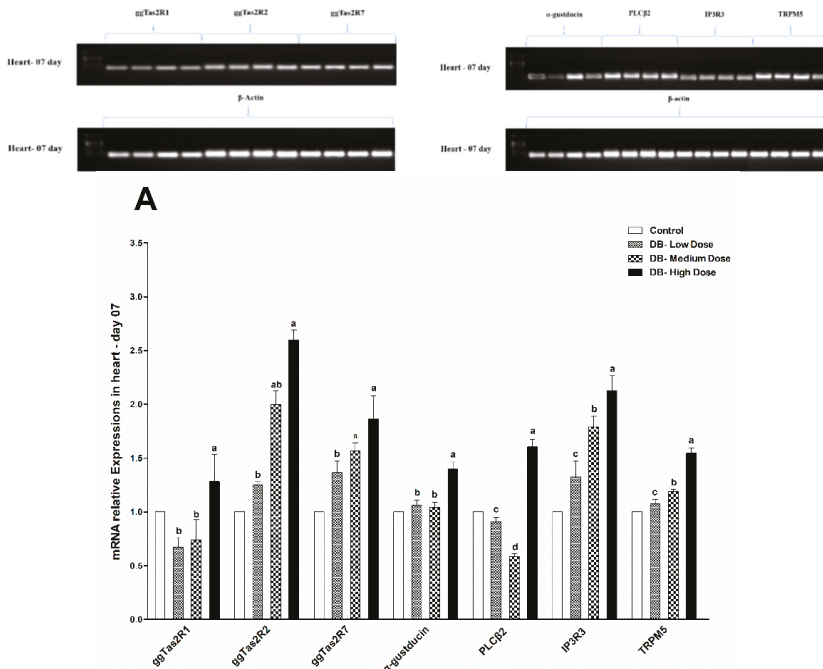 ggTas2R1 ggTas2R2 ggTas2R7
Heart- 07 day
β-Actin
Heart- 07 day
α-gustducin PLCβ2 IP3R3 TRPM5
Heart - 07 day
β-actin
Heart - 07 day
A
Control
DB- Low Dose
DB- Medium Dose
DB- High Dose
mRNA relative Expressions in heart - day 07
3.5
3.0
2.5
2.0
1.5
1.0
0.5
0.0
b b a
b ab a
b a a
b b a
c d a
c b a
c b a
ggTas2R1 ggTas2R2 ggTas2R7 α-gustducin PLCβ2 IP3R3 TRPM5